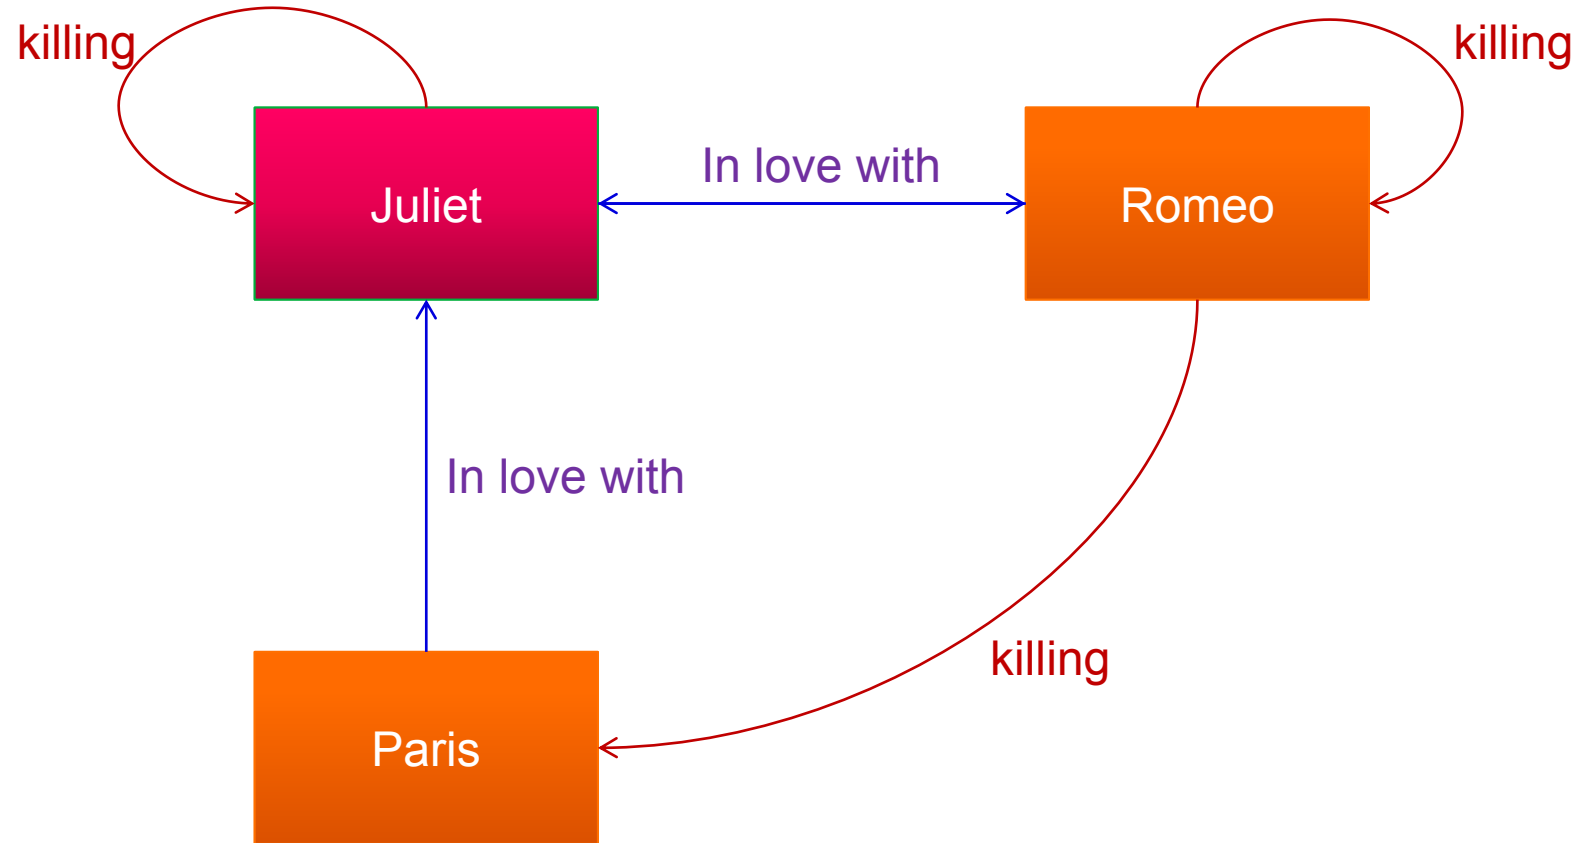 killing
killing
In love with
Juliet
Romeo
In love with
killing
Paris